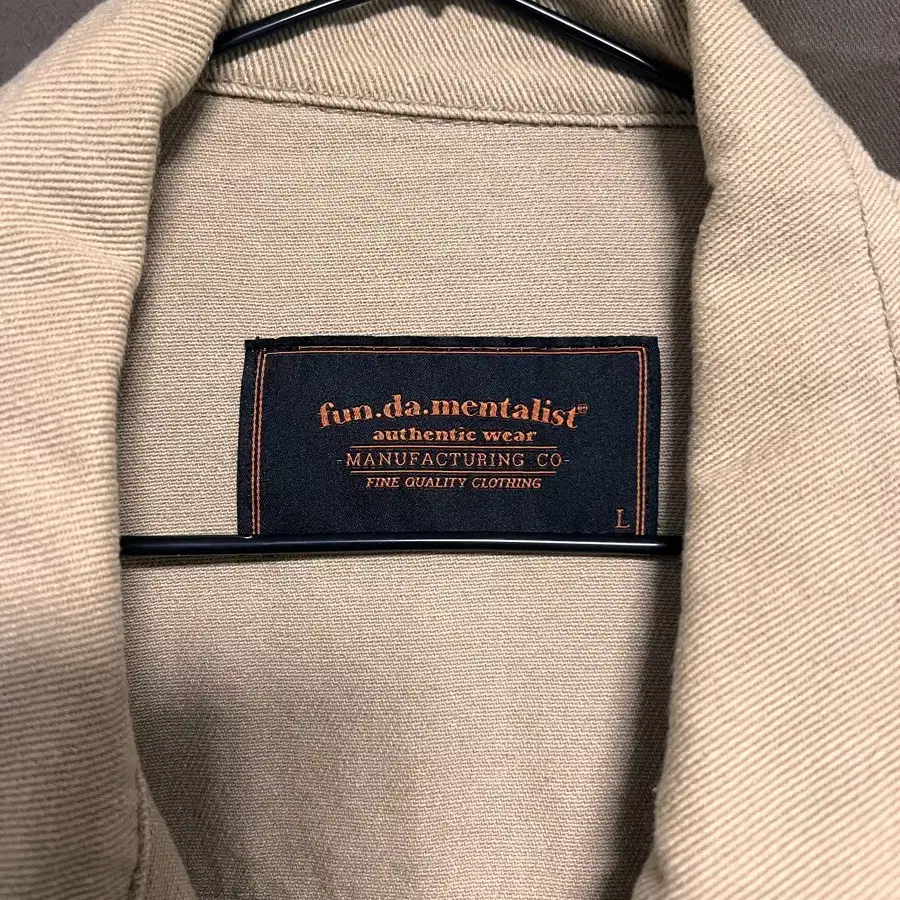 fun.da.mentalist®
authentic wear
-MANUFACTURING CO-
FINE QUALITY CLOTHING
L